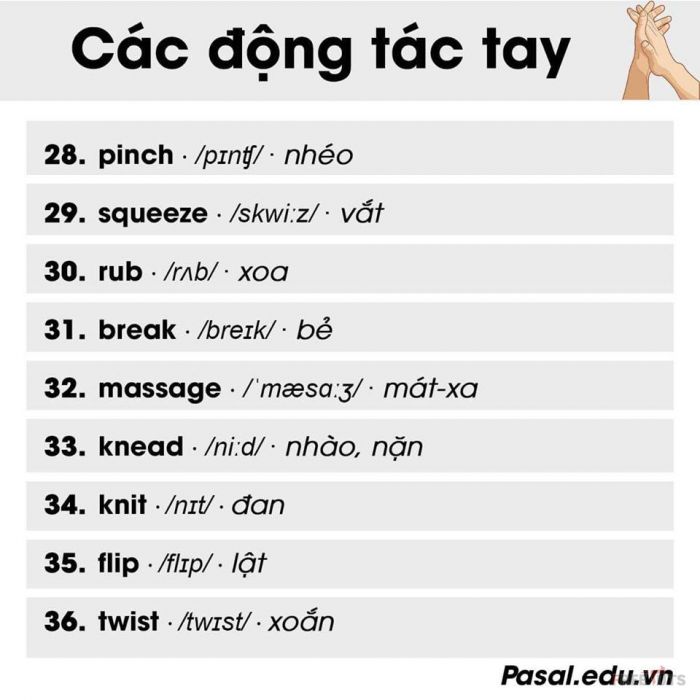 Các động tác tay
28. pinch · /pɪnʧ/ · nhéo
29. squeeze · /skwiːz/ · vắt
30. rub · /rʌb/ · xoa
31. break · /breɪk/ · bẻ
32. massage · /ˈmæsɑːʒ/ · mát-xa
33. knead · /niːd/ · nhào, nặn
34. knit · /nɪt/ · đan
35. flip · /flɪp/ · lật
36. twist · /twɪst/ · xoắn
Pasal.edu.vn